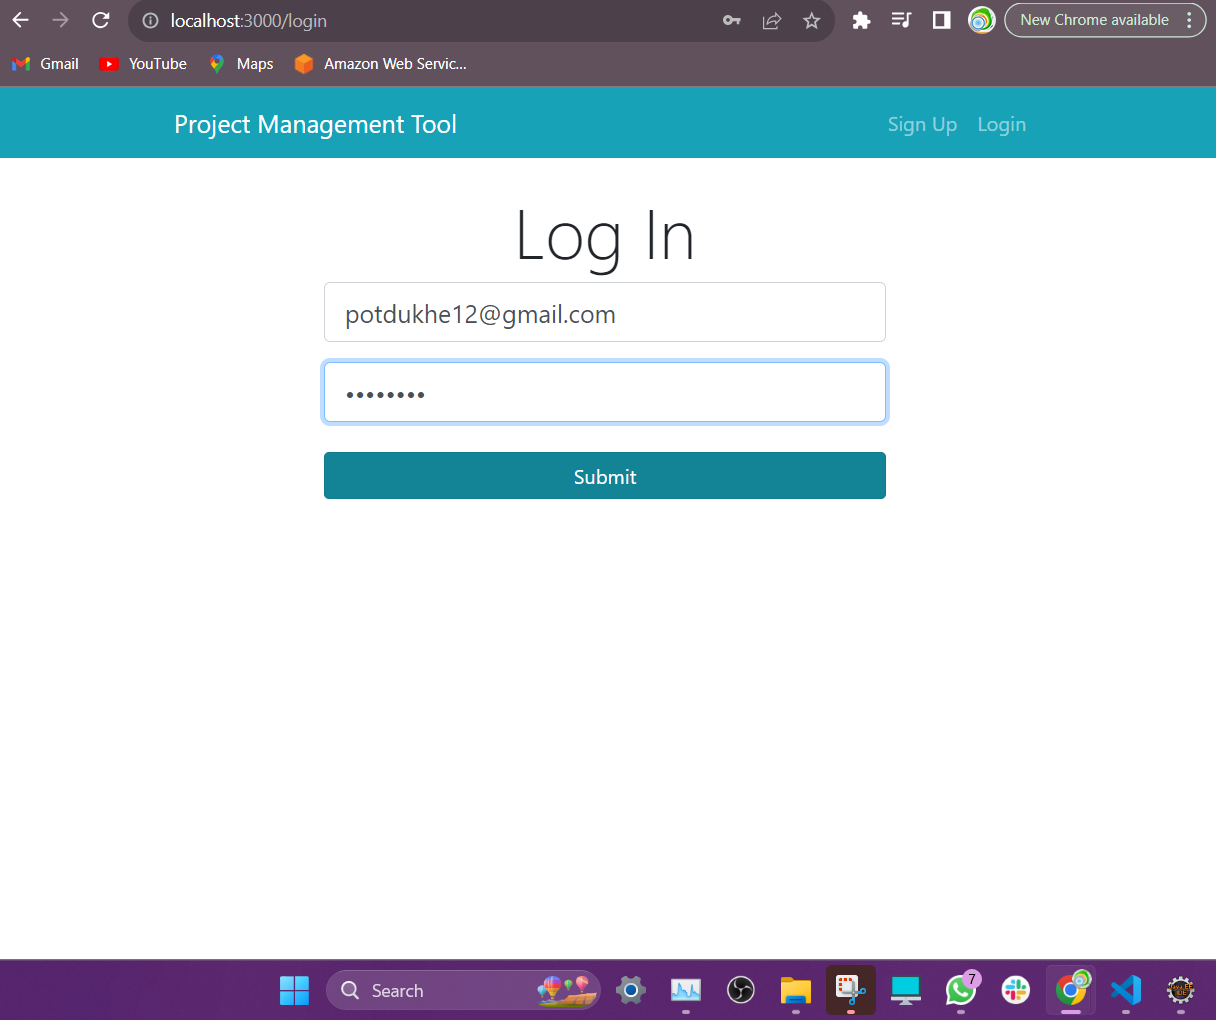 localhost:3000/login
New Chrome available
Gmail
YouTube
Maps
Amazon Web Servic...
Project Management Tool
Sign Up
Login
Log In
potdukhe12@gmail.com
••••••••
Submit
Search
7